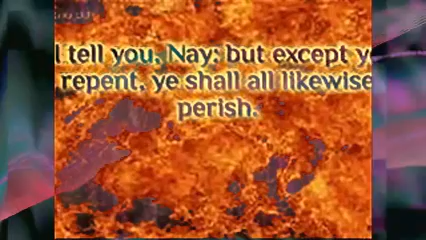 I tell you, Nay: but except y
repent, ye shall all likewise
perish.